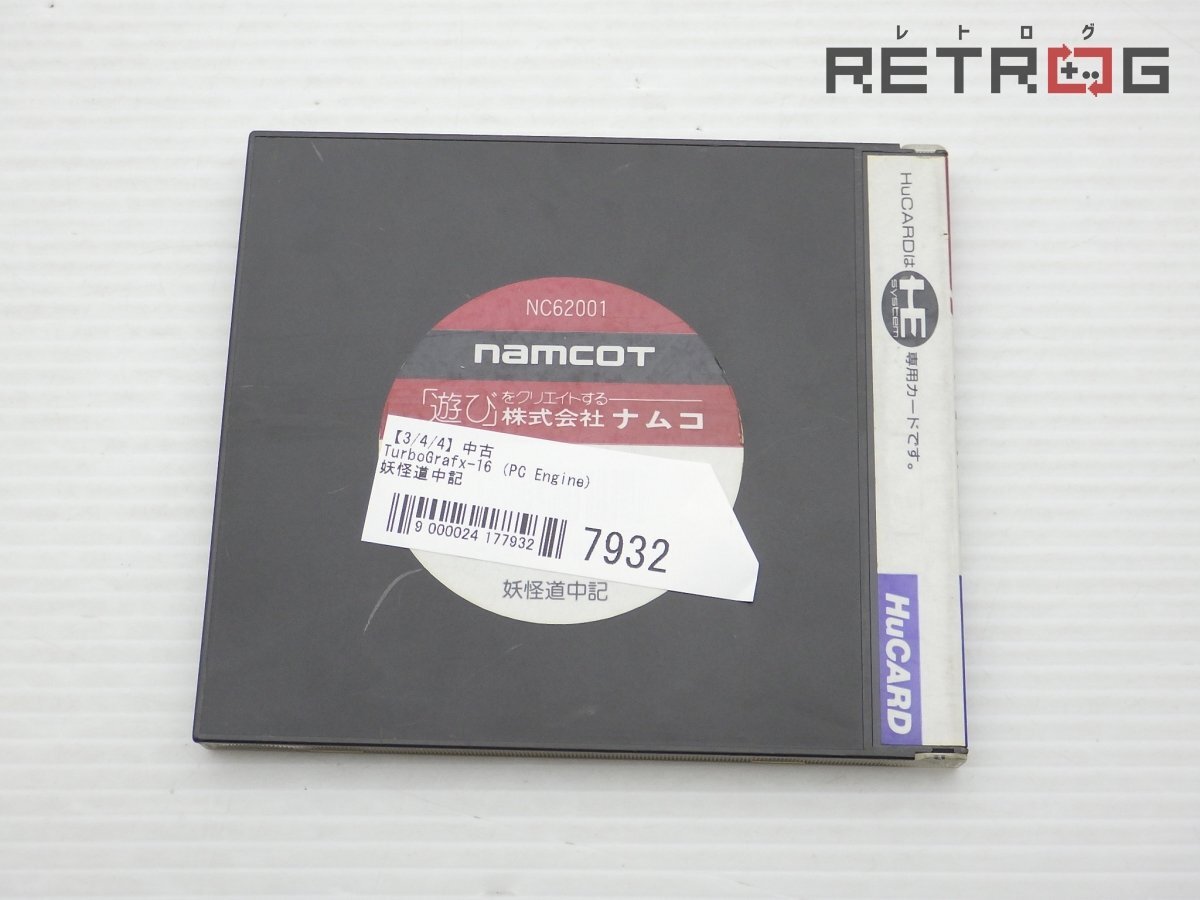 レトログ
RETROG
HuCARDは
HE
system
専用カードです。
NC62001
namcot
「遊び」をクリエイトする
株式会社ナムコ
【3/4/4】中古
TurboGrafx-16 (PC Engine)
妖怪道中記
9 000024 177932
7932
妖怪道中記
HuCARD